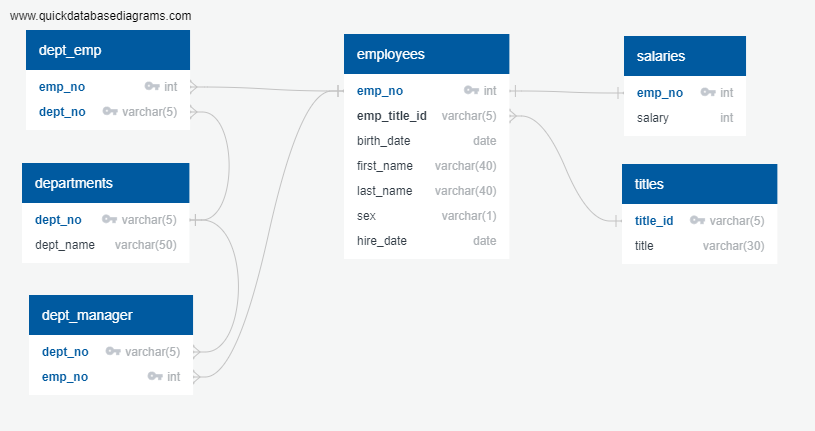 www.quickdatabasediagrams.com
dept_emp
emp_no int
dept_no varchar(5)
departments
dept_no varchar(5)
dept_name varchar(50)
dept_manager
dept_no varchar(5)
emp_no int
employees
emp_no int
emp_title_id varchar(5)
birth_date date
first_name varchar(40)
last_name varchar(40)
sex varchar(1)
hire_date date
salaries
emp_no int
salary int
titles
title_id varchar(5)
title varchar(30)